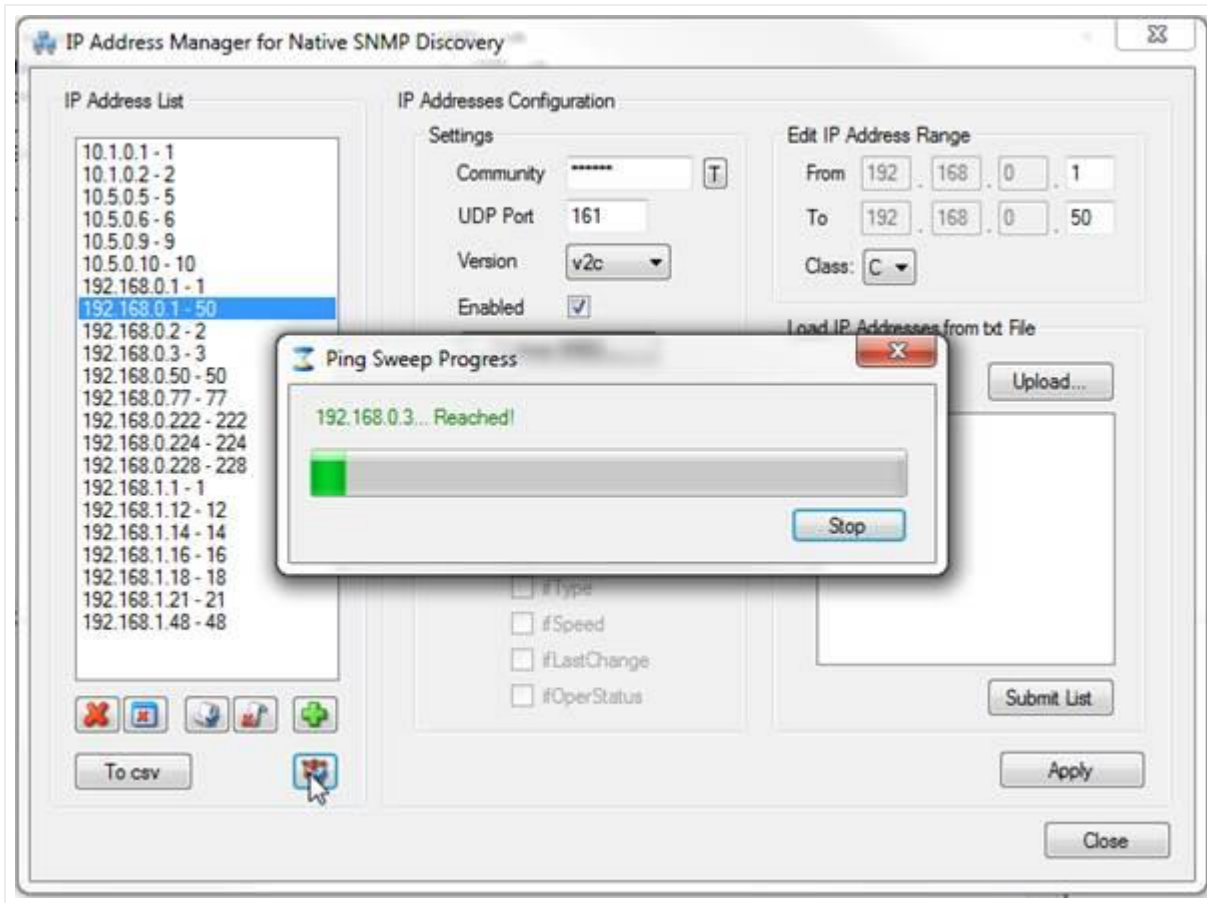 IP Address Manager for Native SNMP Discovery
IP Address List
10.1.0.1 - 1
10.1.0.2 - 2
10.5.0.5 - 5
10.5.0.6 - 6
10.5.0.9 - 9
10.5.0.10 - 10
192.168.0.1 - 1
192.168.0.1 - 50
192.168.0.2 - 2
192.168.0.3 - 3
192.168.0.50 - 50
192.168.0.77 - 77
192.168.0.222 - 222
192.168.0.224 - 224
192.168.0.228 - 228
192.168.1.1 - 1
192.168.1.12 - 12
192.168.1.14 - 14
192.168.1.16 - 16
192.168.1.18 - 18
192.168.1.21 - 21
192.168.1.48 - 48
To csv
IP Addresses Configuration
Settings
Community ****** T
UDP Port 161
Version v2c
Enabled
ifType
ifSpeed
ifLastChange
ifOperStatus
Edit IP Address Range
From 192 . 168 . 0 . 1
To 192 . 168 . 0 . 50
Class: C
Load IP Addresses from txt File
Upload...
Submit List
Apply
Close
Ping Sweep Progress
192.168.0.3... Reached!
Stop